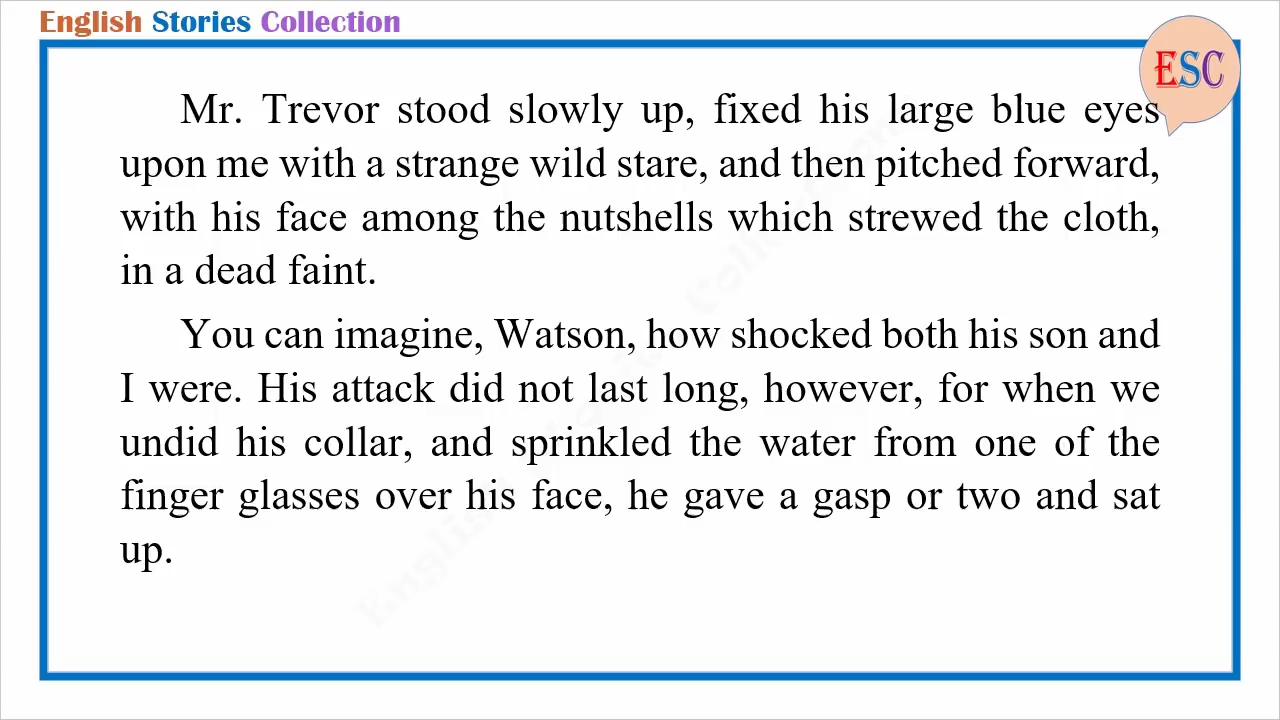 English Stories Collection
ESC
Mr. Trevor stood slowly up, fixed his large blue eyes
upon me with a strange wild stare, and then pitched forward,
with his face among the nutshells which strewed the cloth,
in a dead faint.
You can imagine, Watson, how shocked both his son and
I were. His attack did not last long, however, for when we
undid his collar, and sprinkled the water from one of the
finger glasses over his face, he gave a gasp or two and sat
up.